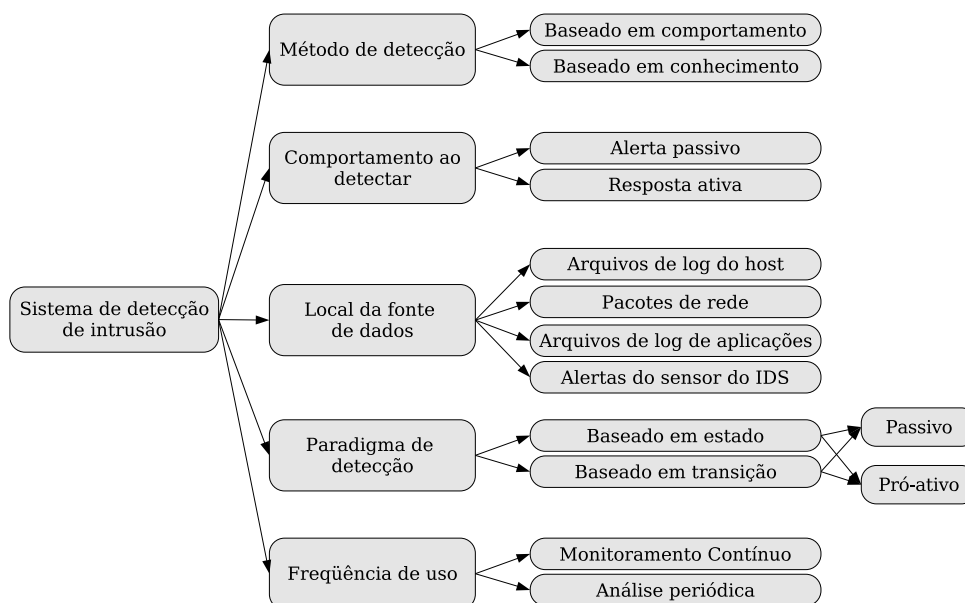 Sistema de detecção
de intrusão
Método de detecção
Baseado em comportamento
Baseado em conhecimento
Comportamento ao
detectar
Alerta passivo
Resposta ativa
Local da fonte
de dados
Arquivos de log do host
Pacotes de rede
Arquivos de log de aplicações
Alertas do sensor do IDS
Paradigma de
detecção
Baseado em estado
Baseado em transição
Passivo
Pró-ativo
Freqüência de uso
Monitoramento Contínuo
Análise periódica